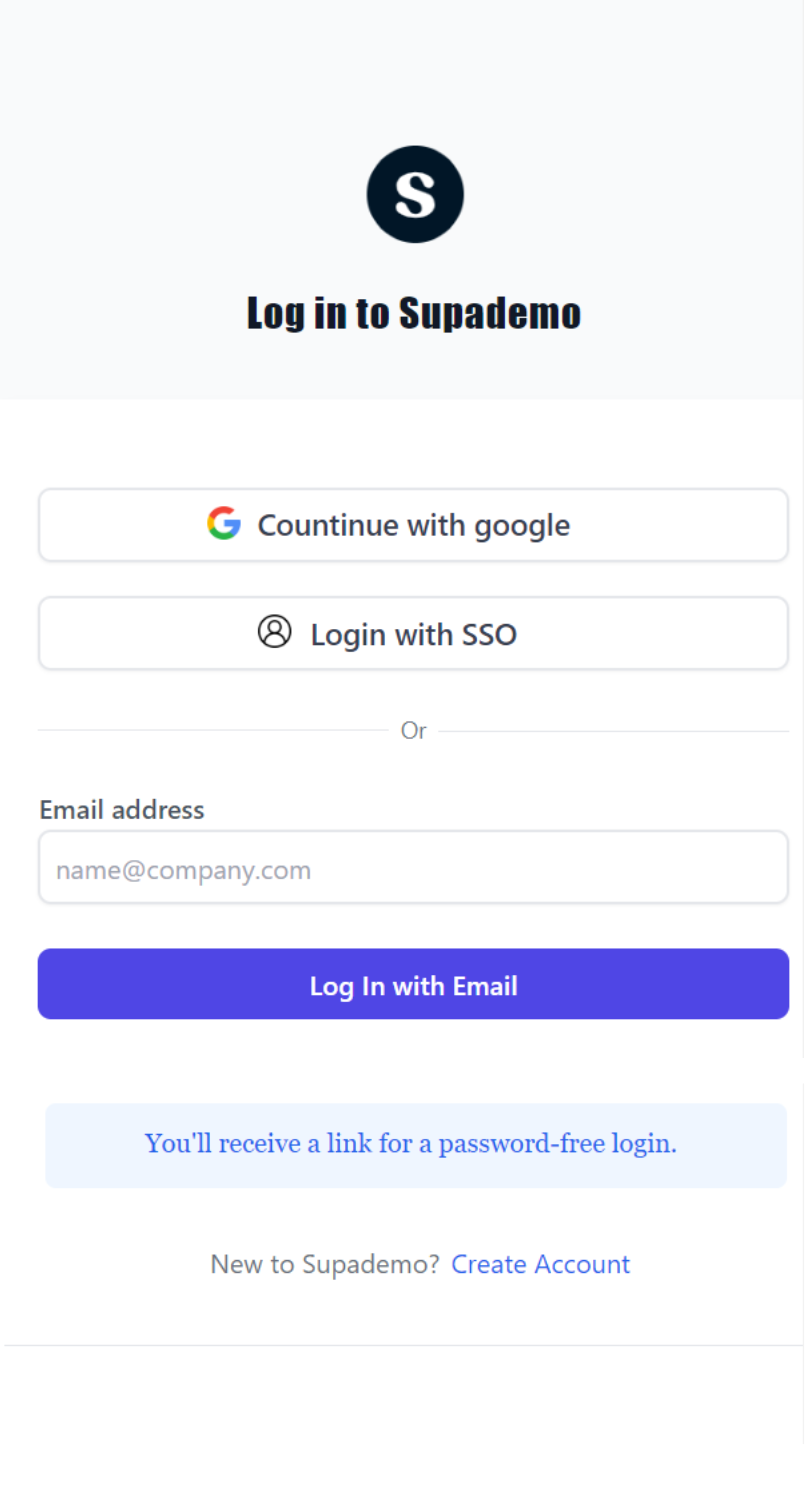 S
Log in to Supademo
Countinue with google
Login with SSO
Or
Email address
name@company.com
Log In with Email
You'll receive a link for a password-free login.
New to Supademo? Create Account